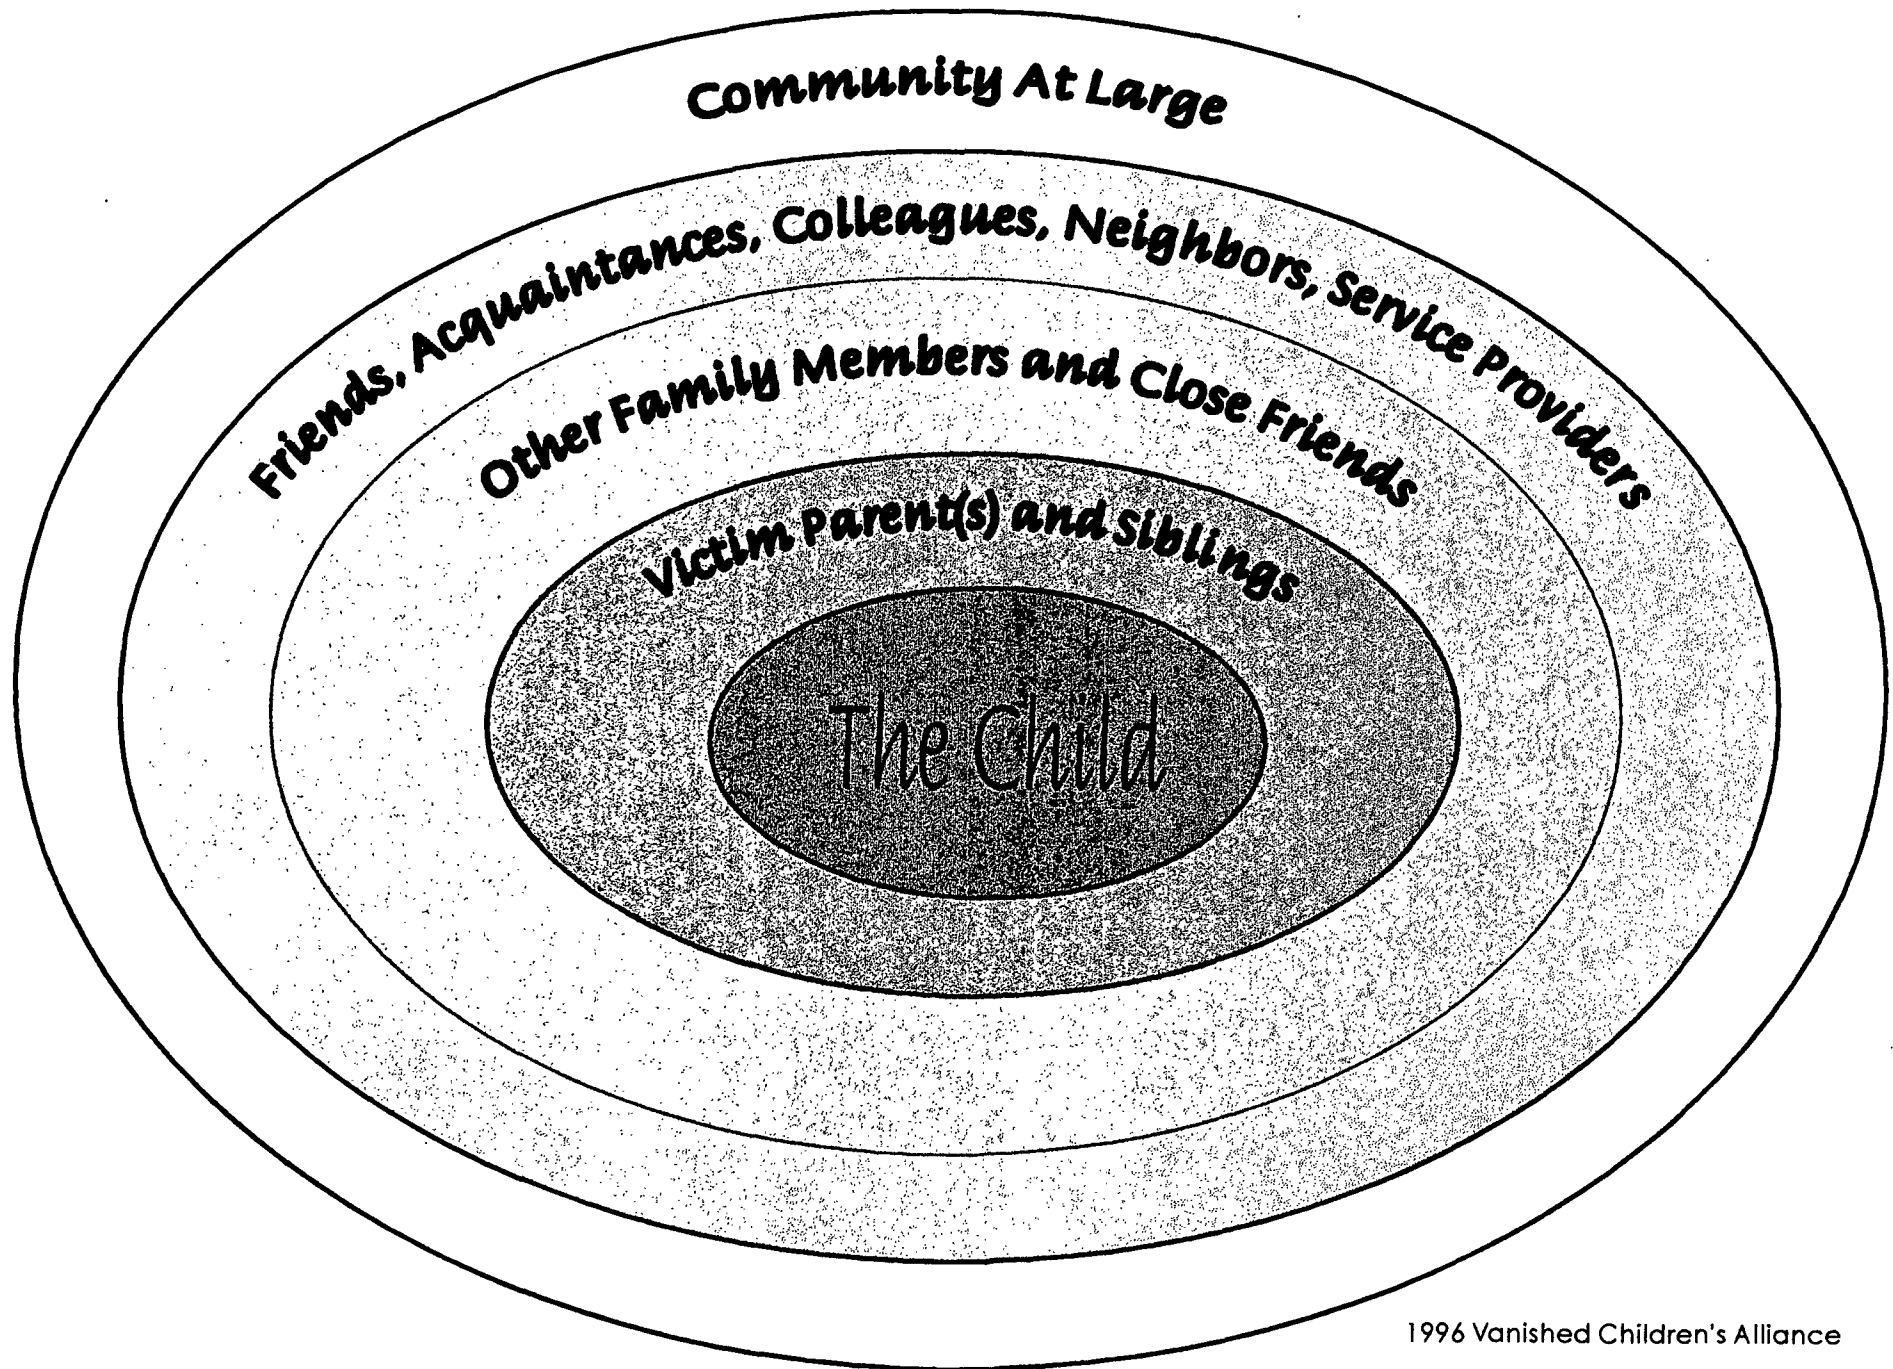 Community At Large
Friends, Acquaintances, Colleagues, Neighbors, Service Providers
Other Family Members and Close Friends
Victim Parent(s) and Siblings
The Child
1996 Vanished Children's Alliance